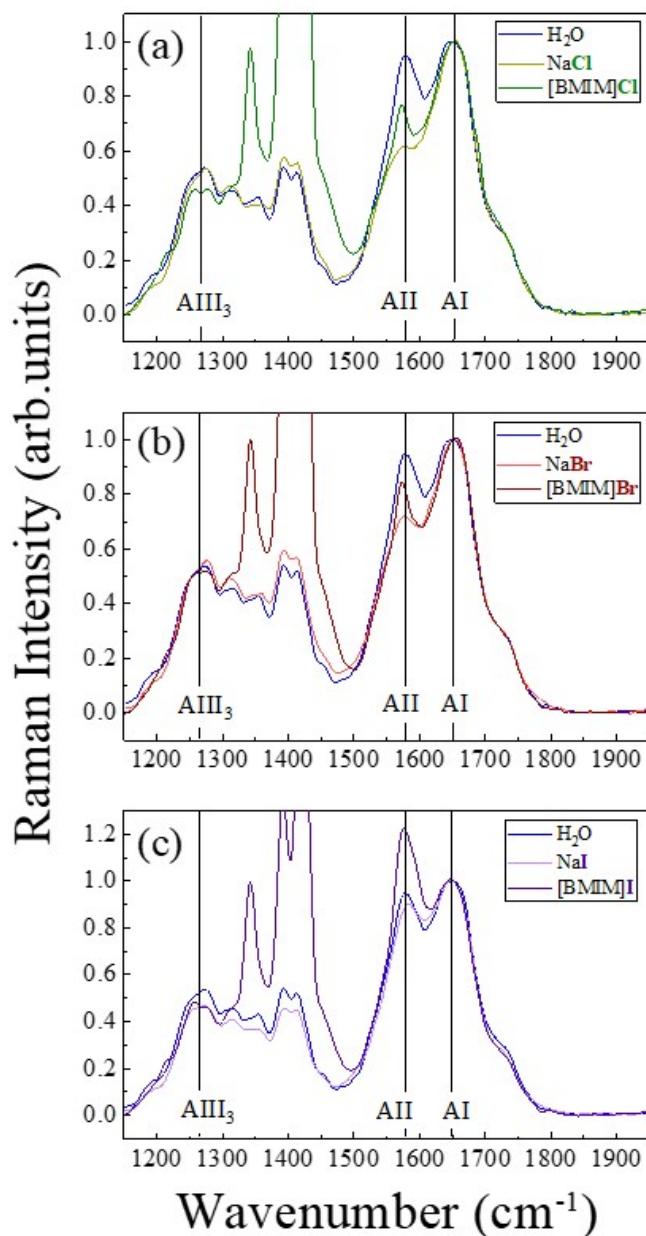 Raman Intensity (arb.units)
(a)
H₂O
NaCl
[BMIM]Cl
1.0
0.8
0.6
0.4
0.2
0.0
AIII₃
AII
AI
1200 1300 1400 1500 1600 1700 1800 1900
(b)
H₂O
NaBr
[BMIM]Br
1.0
0.8
0.6
0.4
0.2
0.0
AIII₃
AII
AI
1200 1300 1400 1500 1600 1700 1800 1900
(c)
H₂O
NaI
[BMIM]I
1.2
1.0
0.8
0.6
0.4
0.2
0.0
AIII₃
AII
AI
1200 1300 1400 1500 1600 1700 1800 1900
Wavenumber (cm⁻¹)